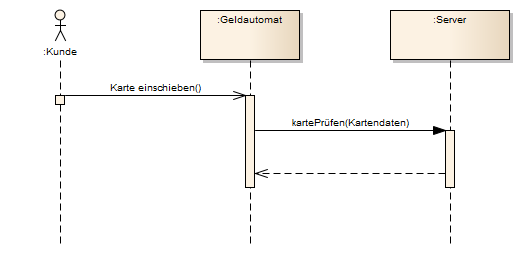 :Kunde
:Geldautomat
:Server
Karte einschieben()
kartePrüfen(Kartendaten)